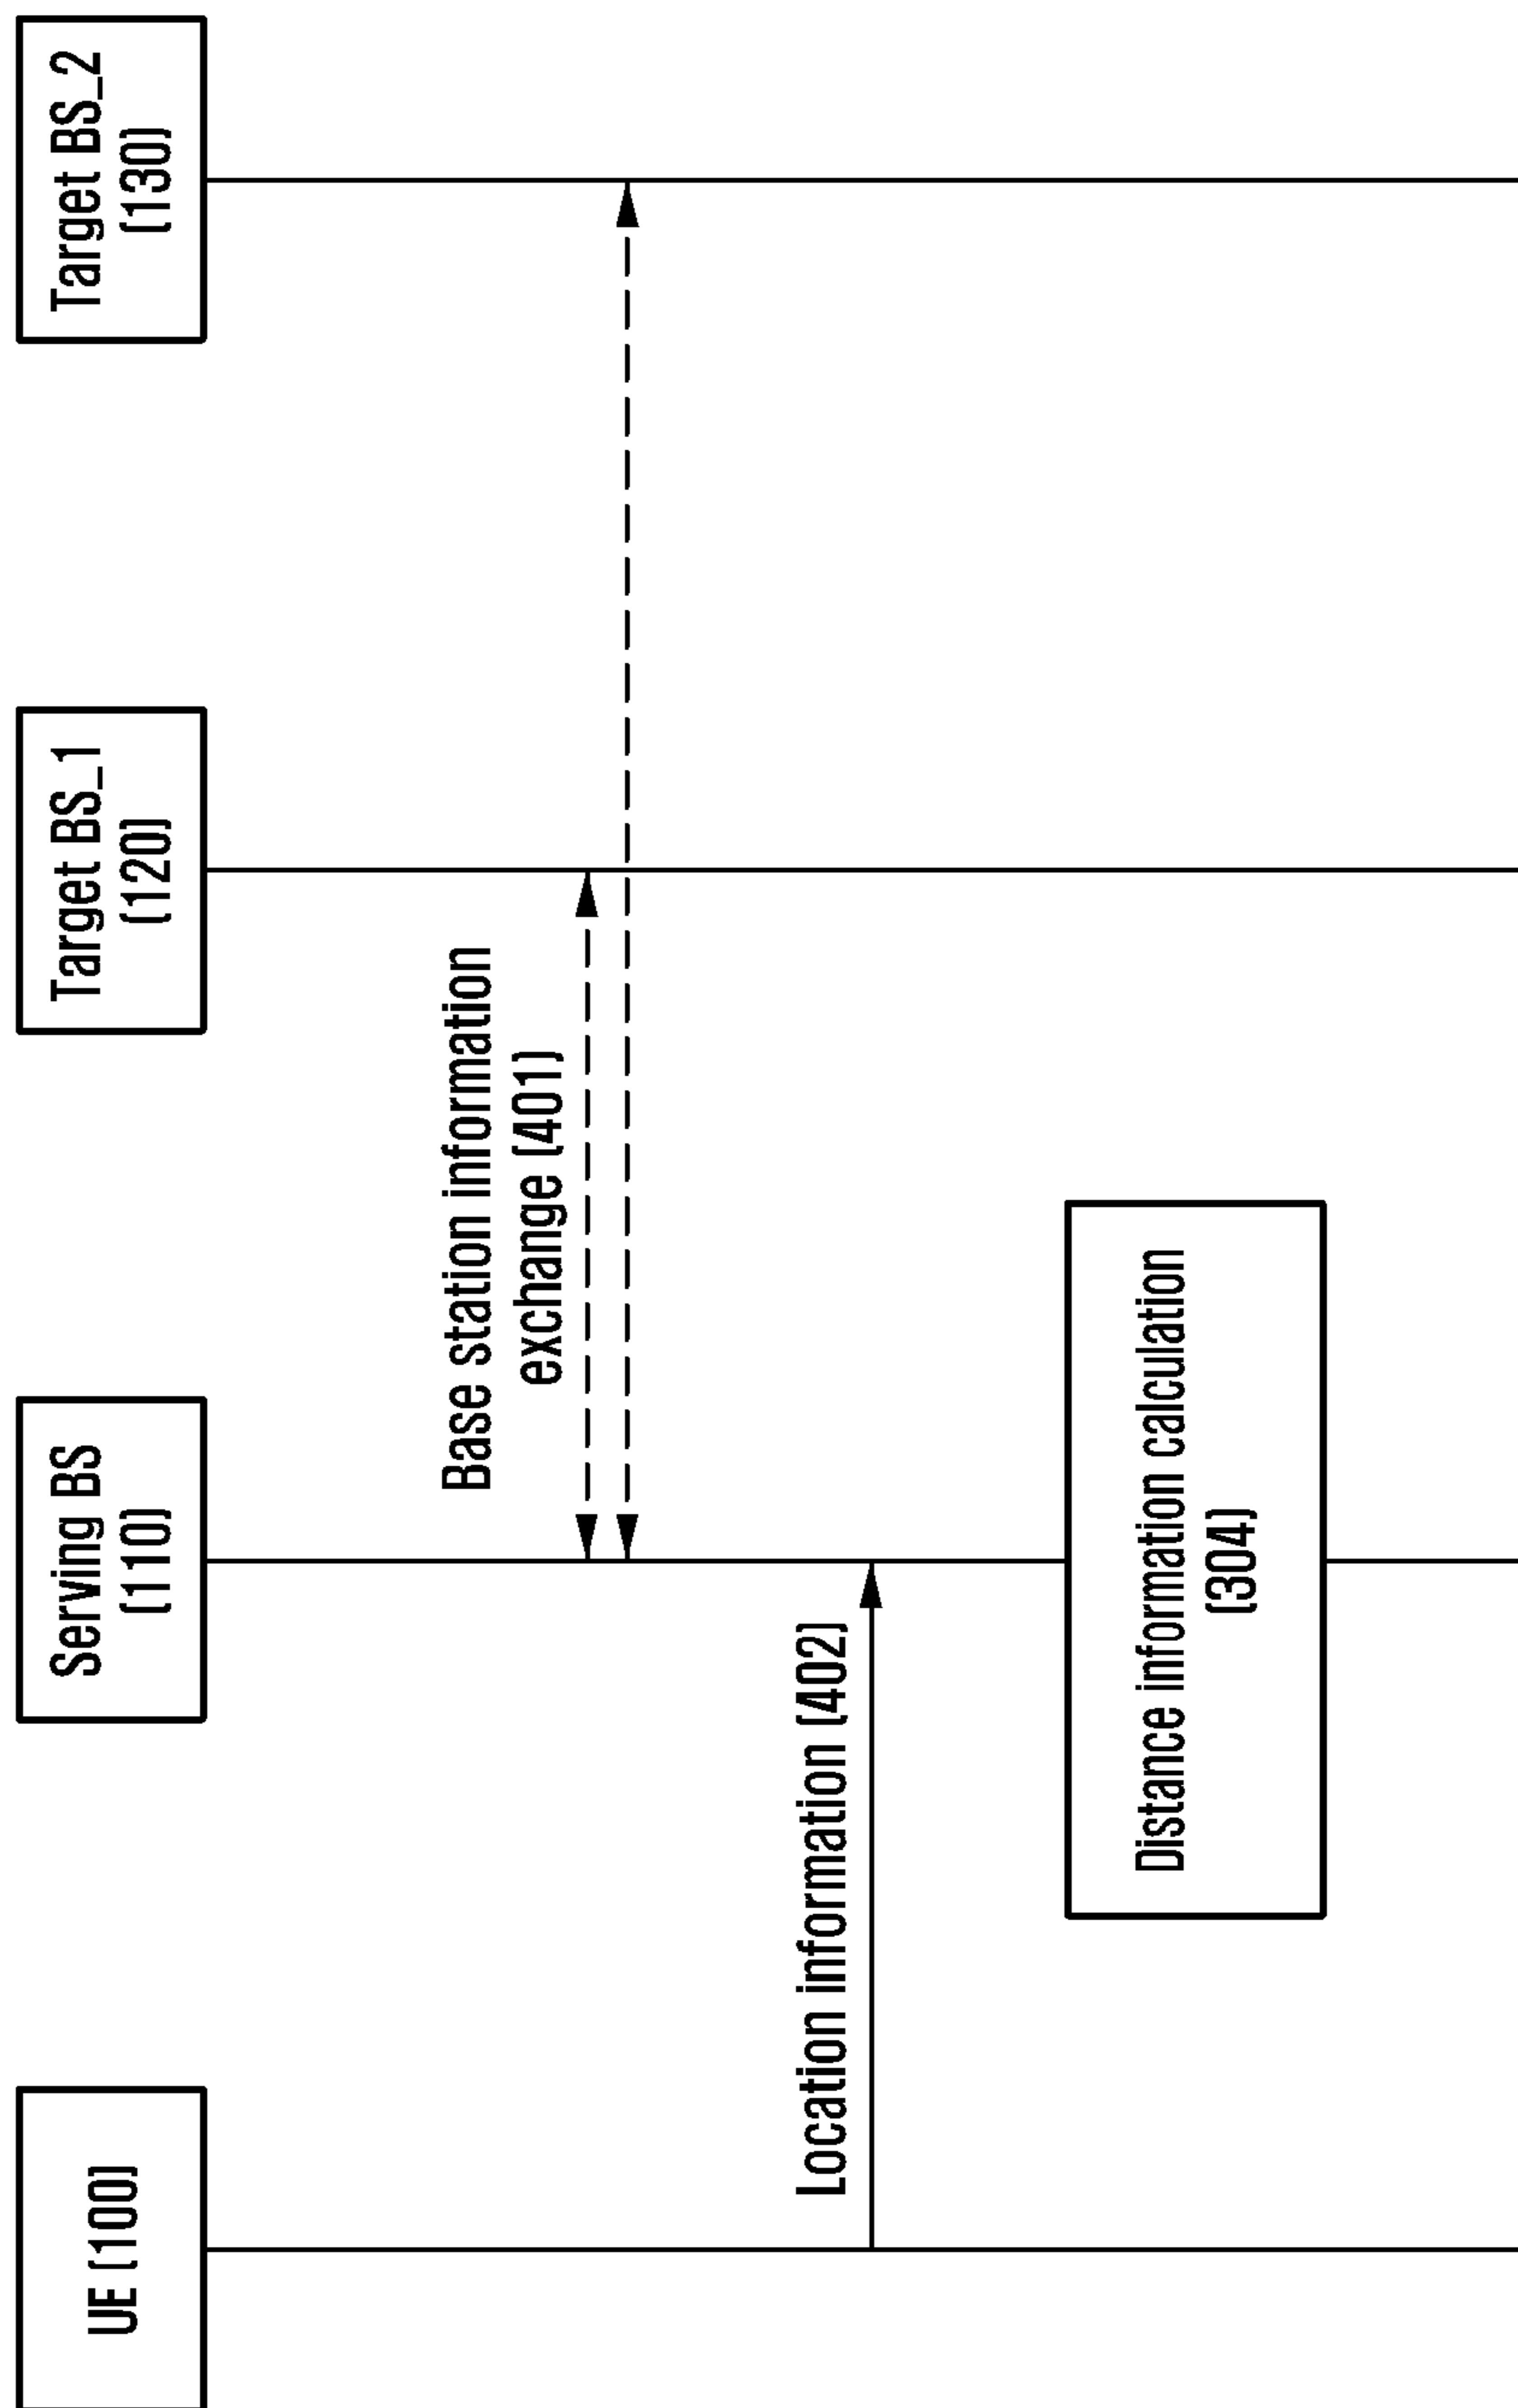 UE (100)
Serving BS
(110)
Target BS_1
(120)
Target BS_2
(130)
Base station information
exchange (401)
Location information (402)
Distance information calculation
(304)